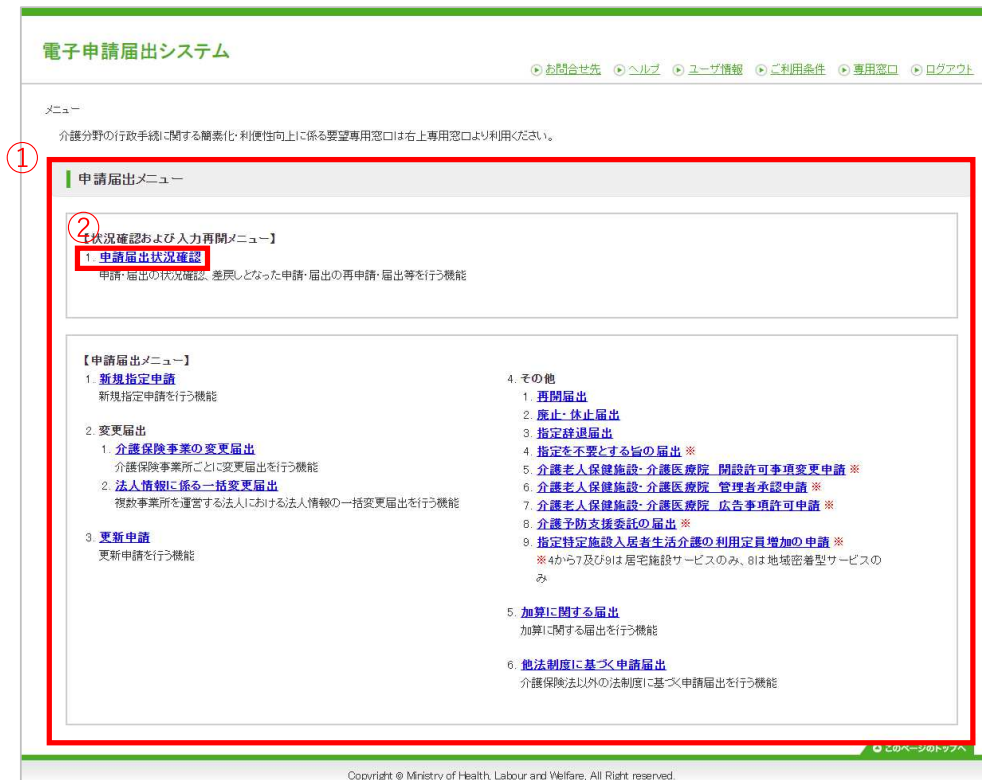 電子申請届出システム
お問合せ先 ヘルプ ユーザ情報 ご利用条件 専用窓口 ログアウト
メニュー
介護分野の行政手続に関する簡素化・利便性向上に係る要望専用窓口は右上専用窓口より利用ください。
①
申請届出メニュー
②
【状況確認および入力再開メニュー】
1. 申請届出状況確認
申請・届出の状況確認、差戻しとなった申請・届出の再申請・届出等を行う機能
【申請届出メニュー】
1. 新規指定申請
新規指定申請を行う機能
2. 変更届出
1. 介護保険事業の変更届出
介護保険事業所ごとに変更届出を行う機能
2. 法人情報に係る一括変更届出
複数事業所を運営する法人における法人情報の一括変更届出を行う機能
3. 更新申請
更新申請を行う機能
4. その他
1. 再開届出
2. 廃止・休止届出
3. 指定辞退届出
4. 指定を不要とする旨の届出 ※
5. 介護老人保健施設・介護医療院 開設許可事項変更申請 ※
6. 介護老人保健施設・介護医療院 管理者承認申請 ※
7. 介護老人保健施設・介護医療院 広告事項許可申請 ※
8. 介護予防支援委託の届出 ※
9. 指定特定施設入居者生活介護の利用定員増加の申請 ※
※4から7及び9は居宅施設サービスのみ、8は地域密着型サービスの
み
5. 加算に関する届出
加算に関する届出を行う機能
6. 他法制度に基づく申請届出
介護保険法以外の法制度に基づく申請届出を行う機能
このページのトップへ
Copyright © Ministry of Health, Labour and Welfare, All Right reserved.